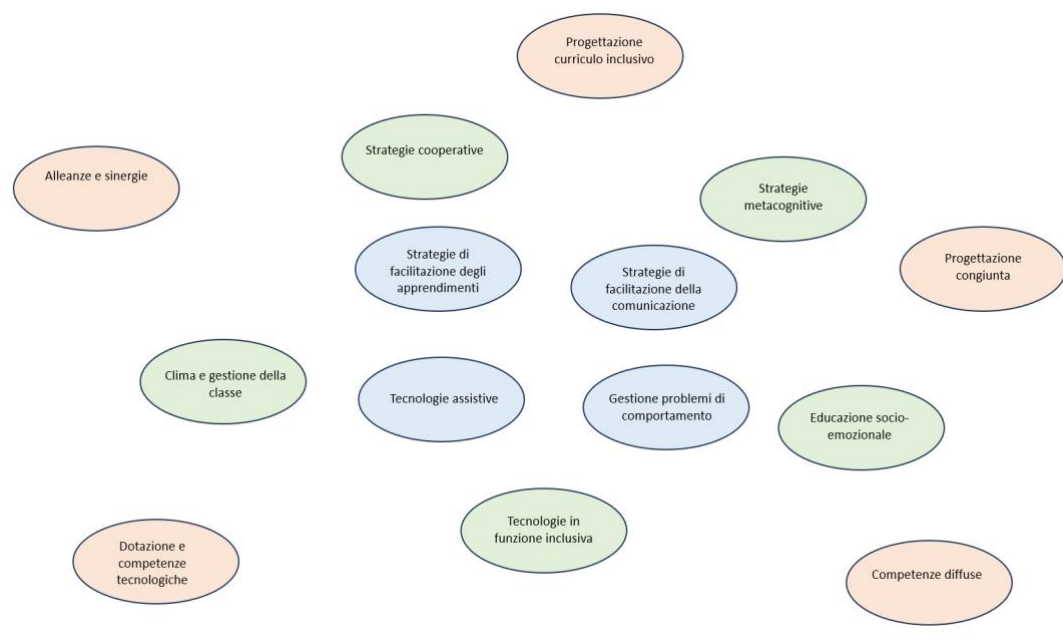 Progettazione
curriculo inclusivo
Strategie cooperative
Alleanze e sinergie
Strategie
metacognitive
Strategie di
facilitazione degli
apprendimenti
Strategie di
facilitazione della
comunicazione
Progettazione
congiunta
Clima e gestione della
classe
Tecnologie assistive
Gestione problemi di
comportamento
Educazione socio-
emozionale
Tecnologie in
funzione inclusiva
Dotazione e
competenze
tecnologiche
Competenze diffuse